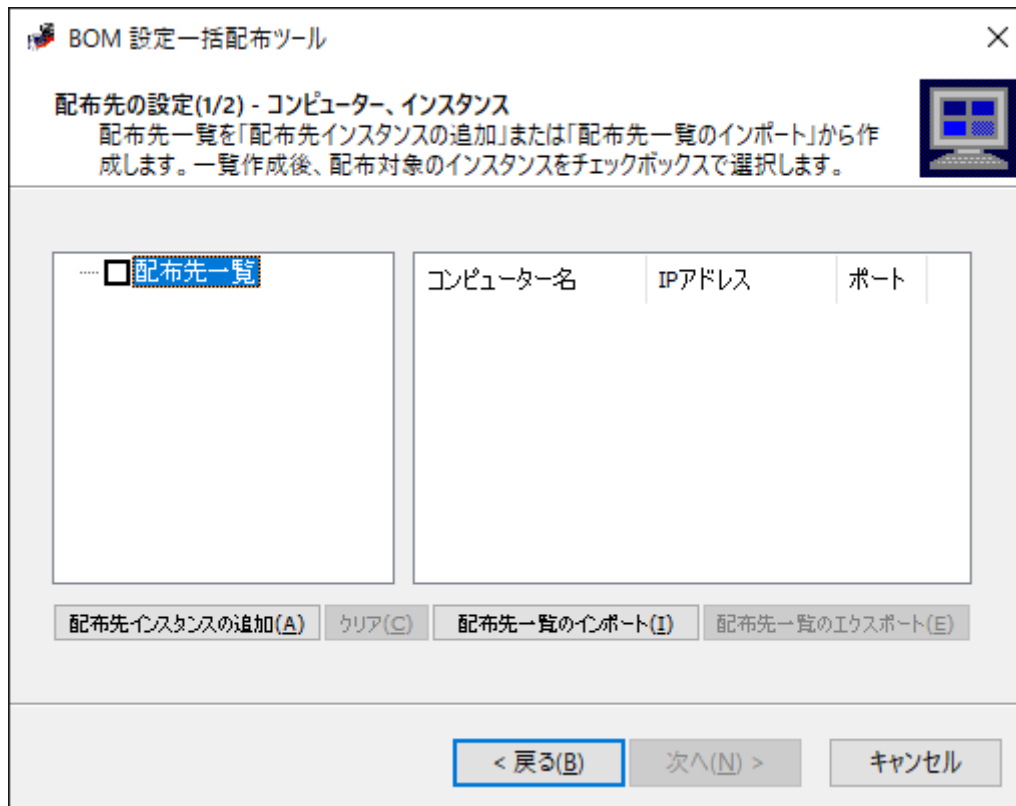 BOM 設定一括配布ツール
配布先の設定(1/2) - コンピューター、インスタンス
配布先一覧を「配布先インスタンスの追加」または「配布先一覧のインポート」から作
成します。一覧作成後、配布対象のインスタンスをチェックボックスで選択します。
配布先一覧
コンピューター名 IPアドレス ポート
配布先インスタンスの追加(A) クリア(C) 配布先一覧のインポート(I) 配布先一覧のエクスポート(E)
< 戻る(B) 次へ(N) > キャンセル